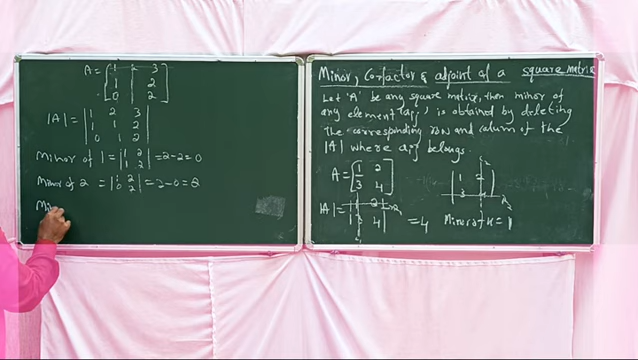 A = [1 2 3
1 1 2
0 1 2]
|A| = |1 2 3|
|1 1 2|
|0 1 2|
Minor of 1 = |1 2| = 2-2=0
|1 2|
Minor of 2 = |1 2| = 2-0=2
|0 2|
Min
Minor, Cofactor & adjoint of a square matrix
Let 'A' be any square matrix, then minor of
any element 'aij' is obtained by deleting
the corresponding row and column of the
|A| where aij belongs.
A = [1 2
3 4]
|A| = 2
4 = 4
|1 2|
Minor of 4 = 1